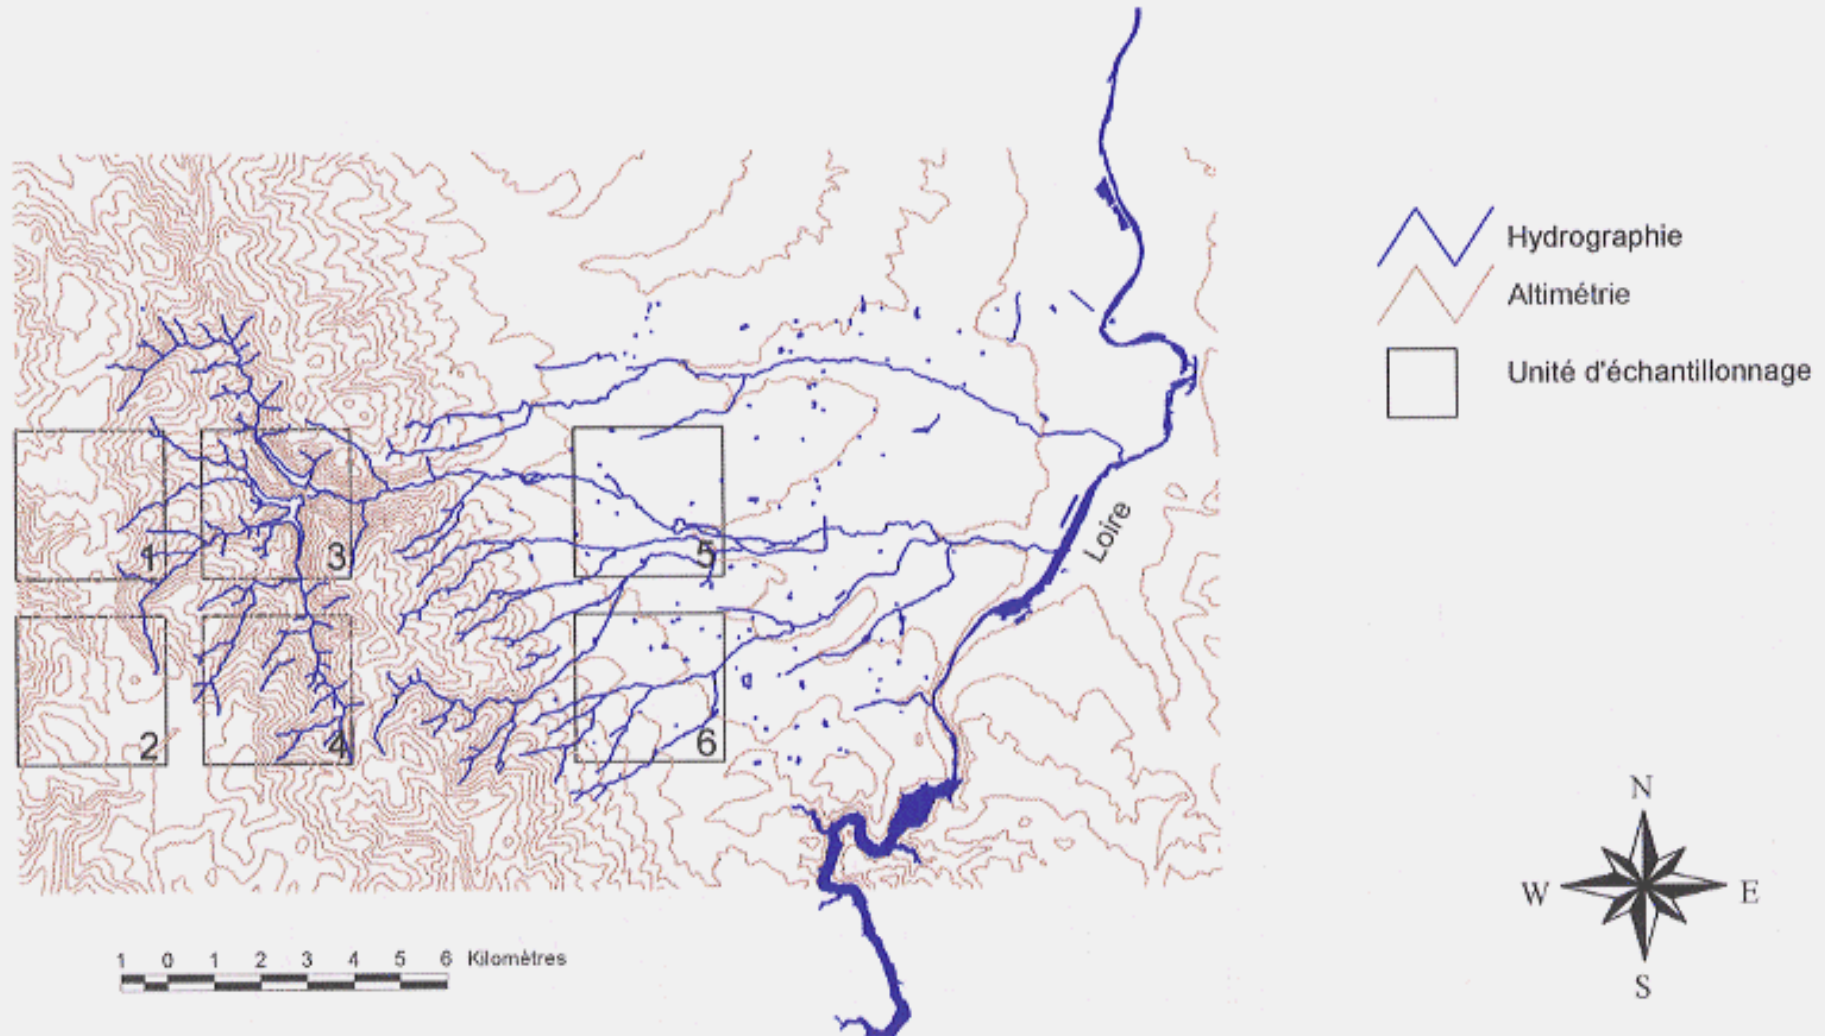 Hydrographie
Altimétrie
Unité d'échantillonnage
Loire
1
3
5
2
4
6
N
W
E
S
1 0 1 2 3 4 5 6 Kilomètres